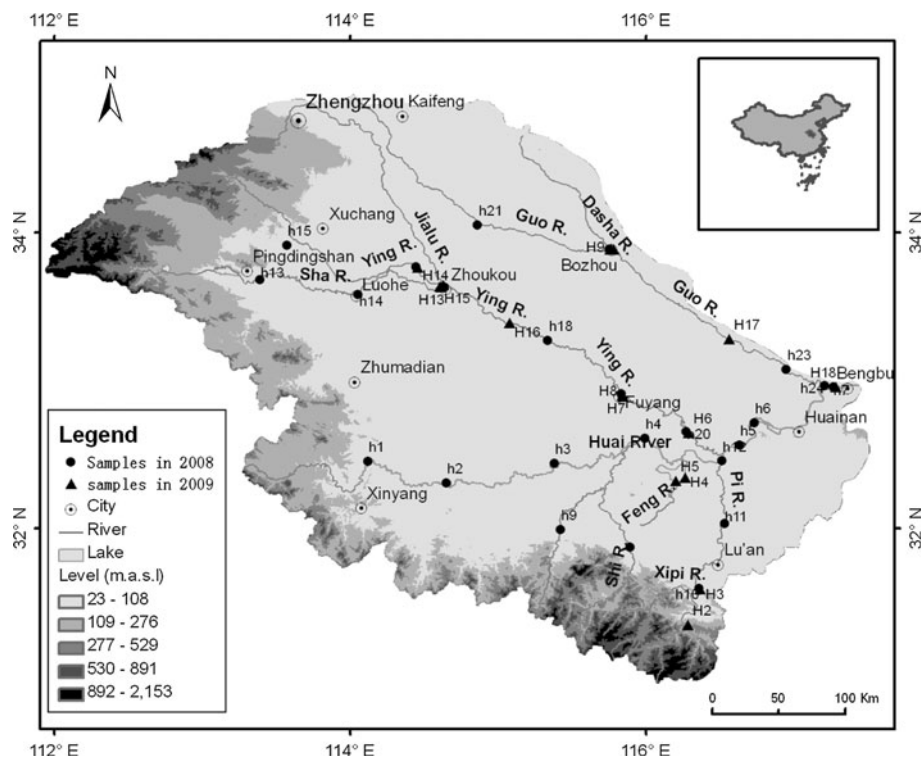 112° E
114° E
116° E
N
Zhengzhou
Kaifeng
34° N
34° N
h21
Guo R.
Dasha R.
Xuchang
Jialu R.
h15
Ying R.
H9
Bozhou
Pingdingshan
h13
Sha R.
H14
Zhoukou
Luohe
h14
H13
H15
Ying R.
Guo R.
H16
h18
H17
Ying R.
h23
Zhumadian
H18
Bengbu
h24
h7
H8
H7
Fuyang
h6
Huainan
H6
h20
h4
Huai River
h5
h12
Legend
Samples in 2008
samples in 2009
City
River
Lake
Level (m.a.s.l)
23 - 108
109 - 276
277 - 529
530 - 891
892 - 2,153
h1
h2
h3
H5
H4
Pi R.
Feng R.
Xinyang
h9
h11
32° N
32° N
Shi R.
Lu'an
Xipi R.
H3
H2
0
50
100 Km
112° E
114° E
116° E